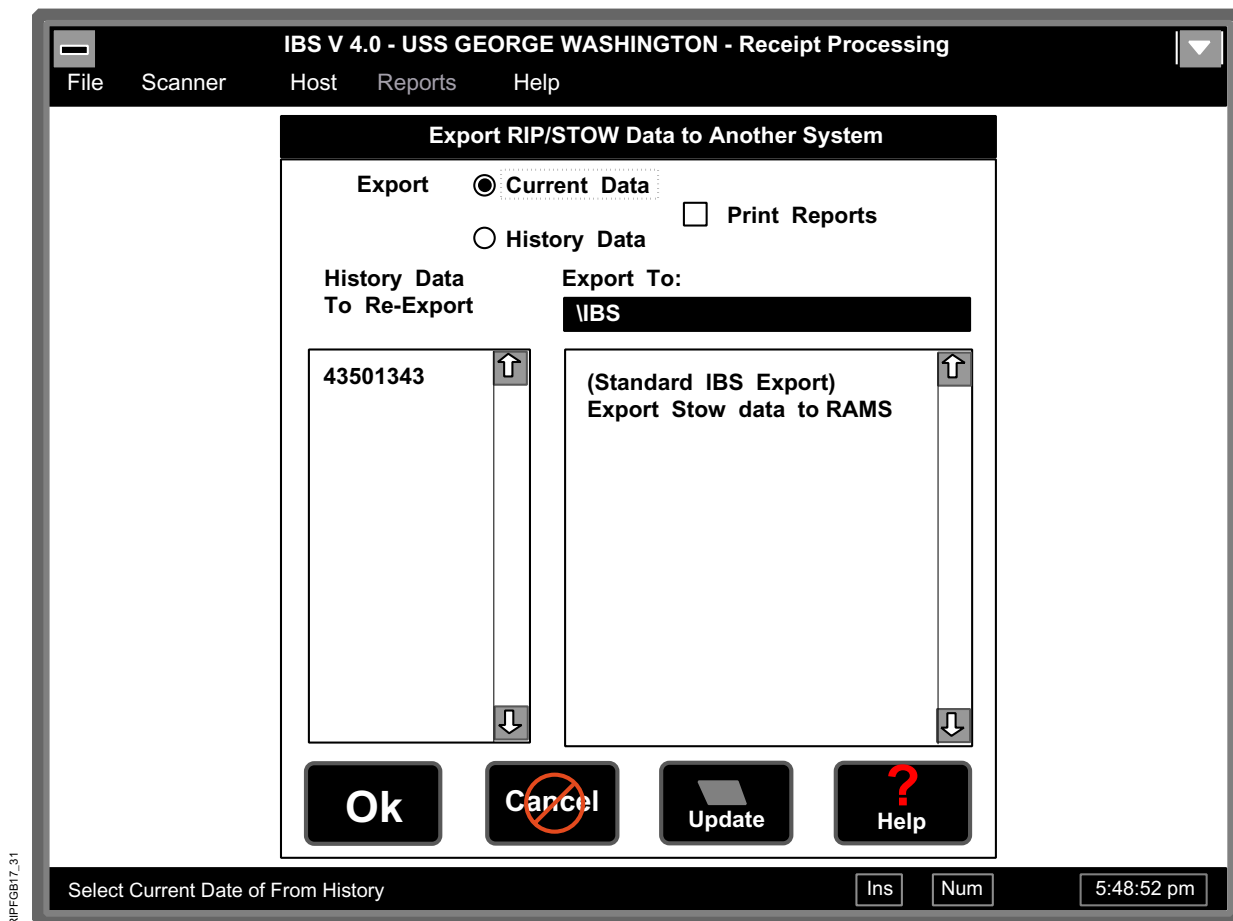 IBS V 4.0 - USS GEORGE WASHINGTON - Receipt Processing
File Scanner Host Reports Help
Export RIP/STOW Data to Another System
Export Current Data
Print Reports
History Data
History Data
To Re-Export
Export To:
\IBS
43501343
(Standard IBS Export)
Export Stow data to RAMS
Ok
Cancel
Update
?
Help
Select Current Date of From History
Ins
Num
5:48:52 pm
RIPFGB17_31